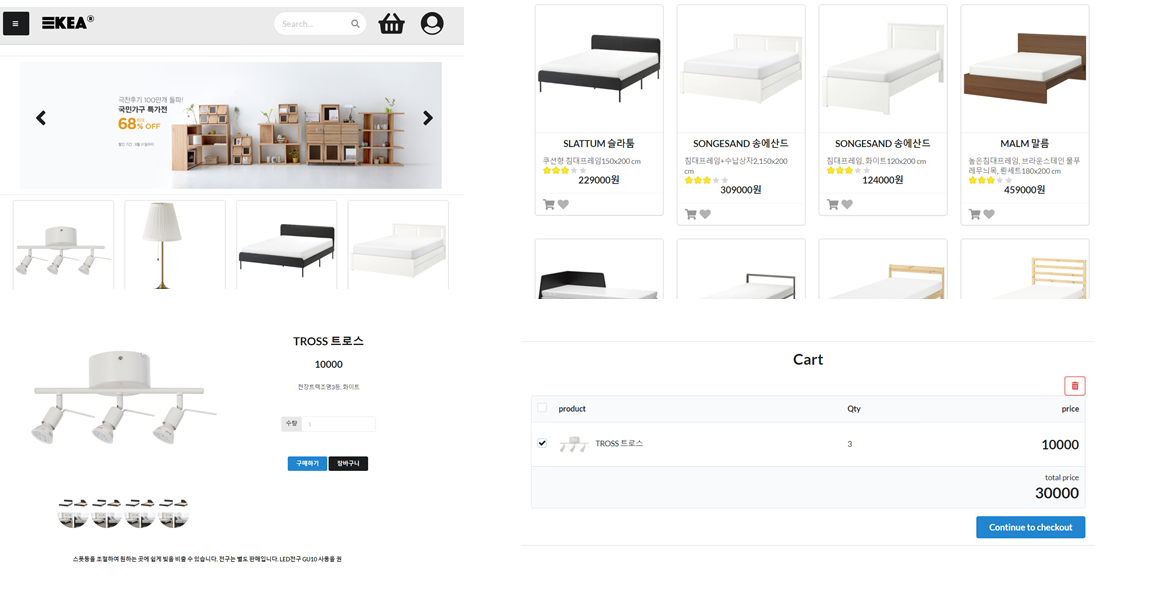 EKEA®
Search...
극찬후기 100만개 돌파!
국민가구 특가전
68% OFF
SLATTUM 슬라툼
쿠션형 침대프레임150x200 cm
229000원
SONGESAND 송에산드
침대프레임+수납상자2,150x200
cm
309000원
SONGESAND 송에산드
침대프레임, 화이트120x200 cm
124000원
MALM 말름
높은침대프레임, 브라운스테인 물푸
레무늬목, 뢴세트180x200 cm
459000원
TROSS 트로스
10000
천장트랙조명3등, 화이트
수량 1
구매하기 장바구니
스폿등을 조절하여 원하는 곳에 쉽게 빛을 비출 수 있습니다. 전구는 별도 판매입니다. LED전구 GU10 사용을 권
Cart
product Qty price
TROSS 트로스 3 10000
total price
30000
Continue to checkout